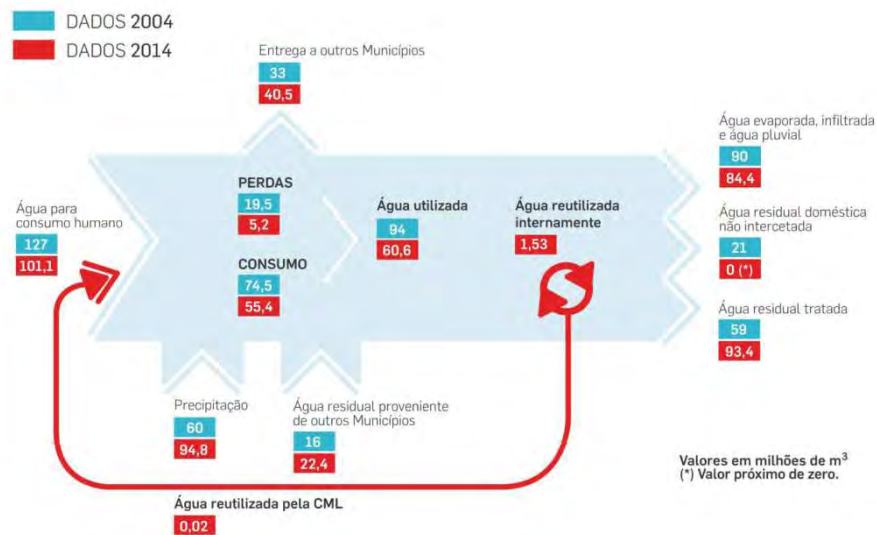 DADOS 2004
DADOS 2014
Entrega a outros Municípios
33
40,5
Água para
consumo humano
127
101,1
PERDAS
19,5
5,2
CONSUMO
74,5
55,4
Água utilizada
94
60,6
Água reutilizada
internamente
1,53
Água evaporada, infiltrada
e água pluvial
90
84,4
Água residual doméstica
não intercetada
21
0 (*)
Água residual tratada
59
93,4
Precipitação
60
94,8
Água residual proveniente
de outros Municípios
16
22,4
Água reutilizada pela CML
0,02
Valores em milhões de m³
(*) Valor próximo de zero.